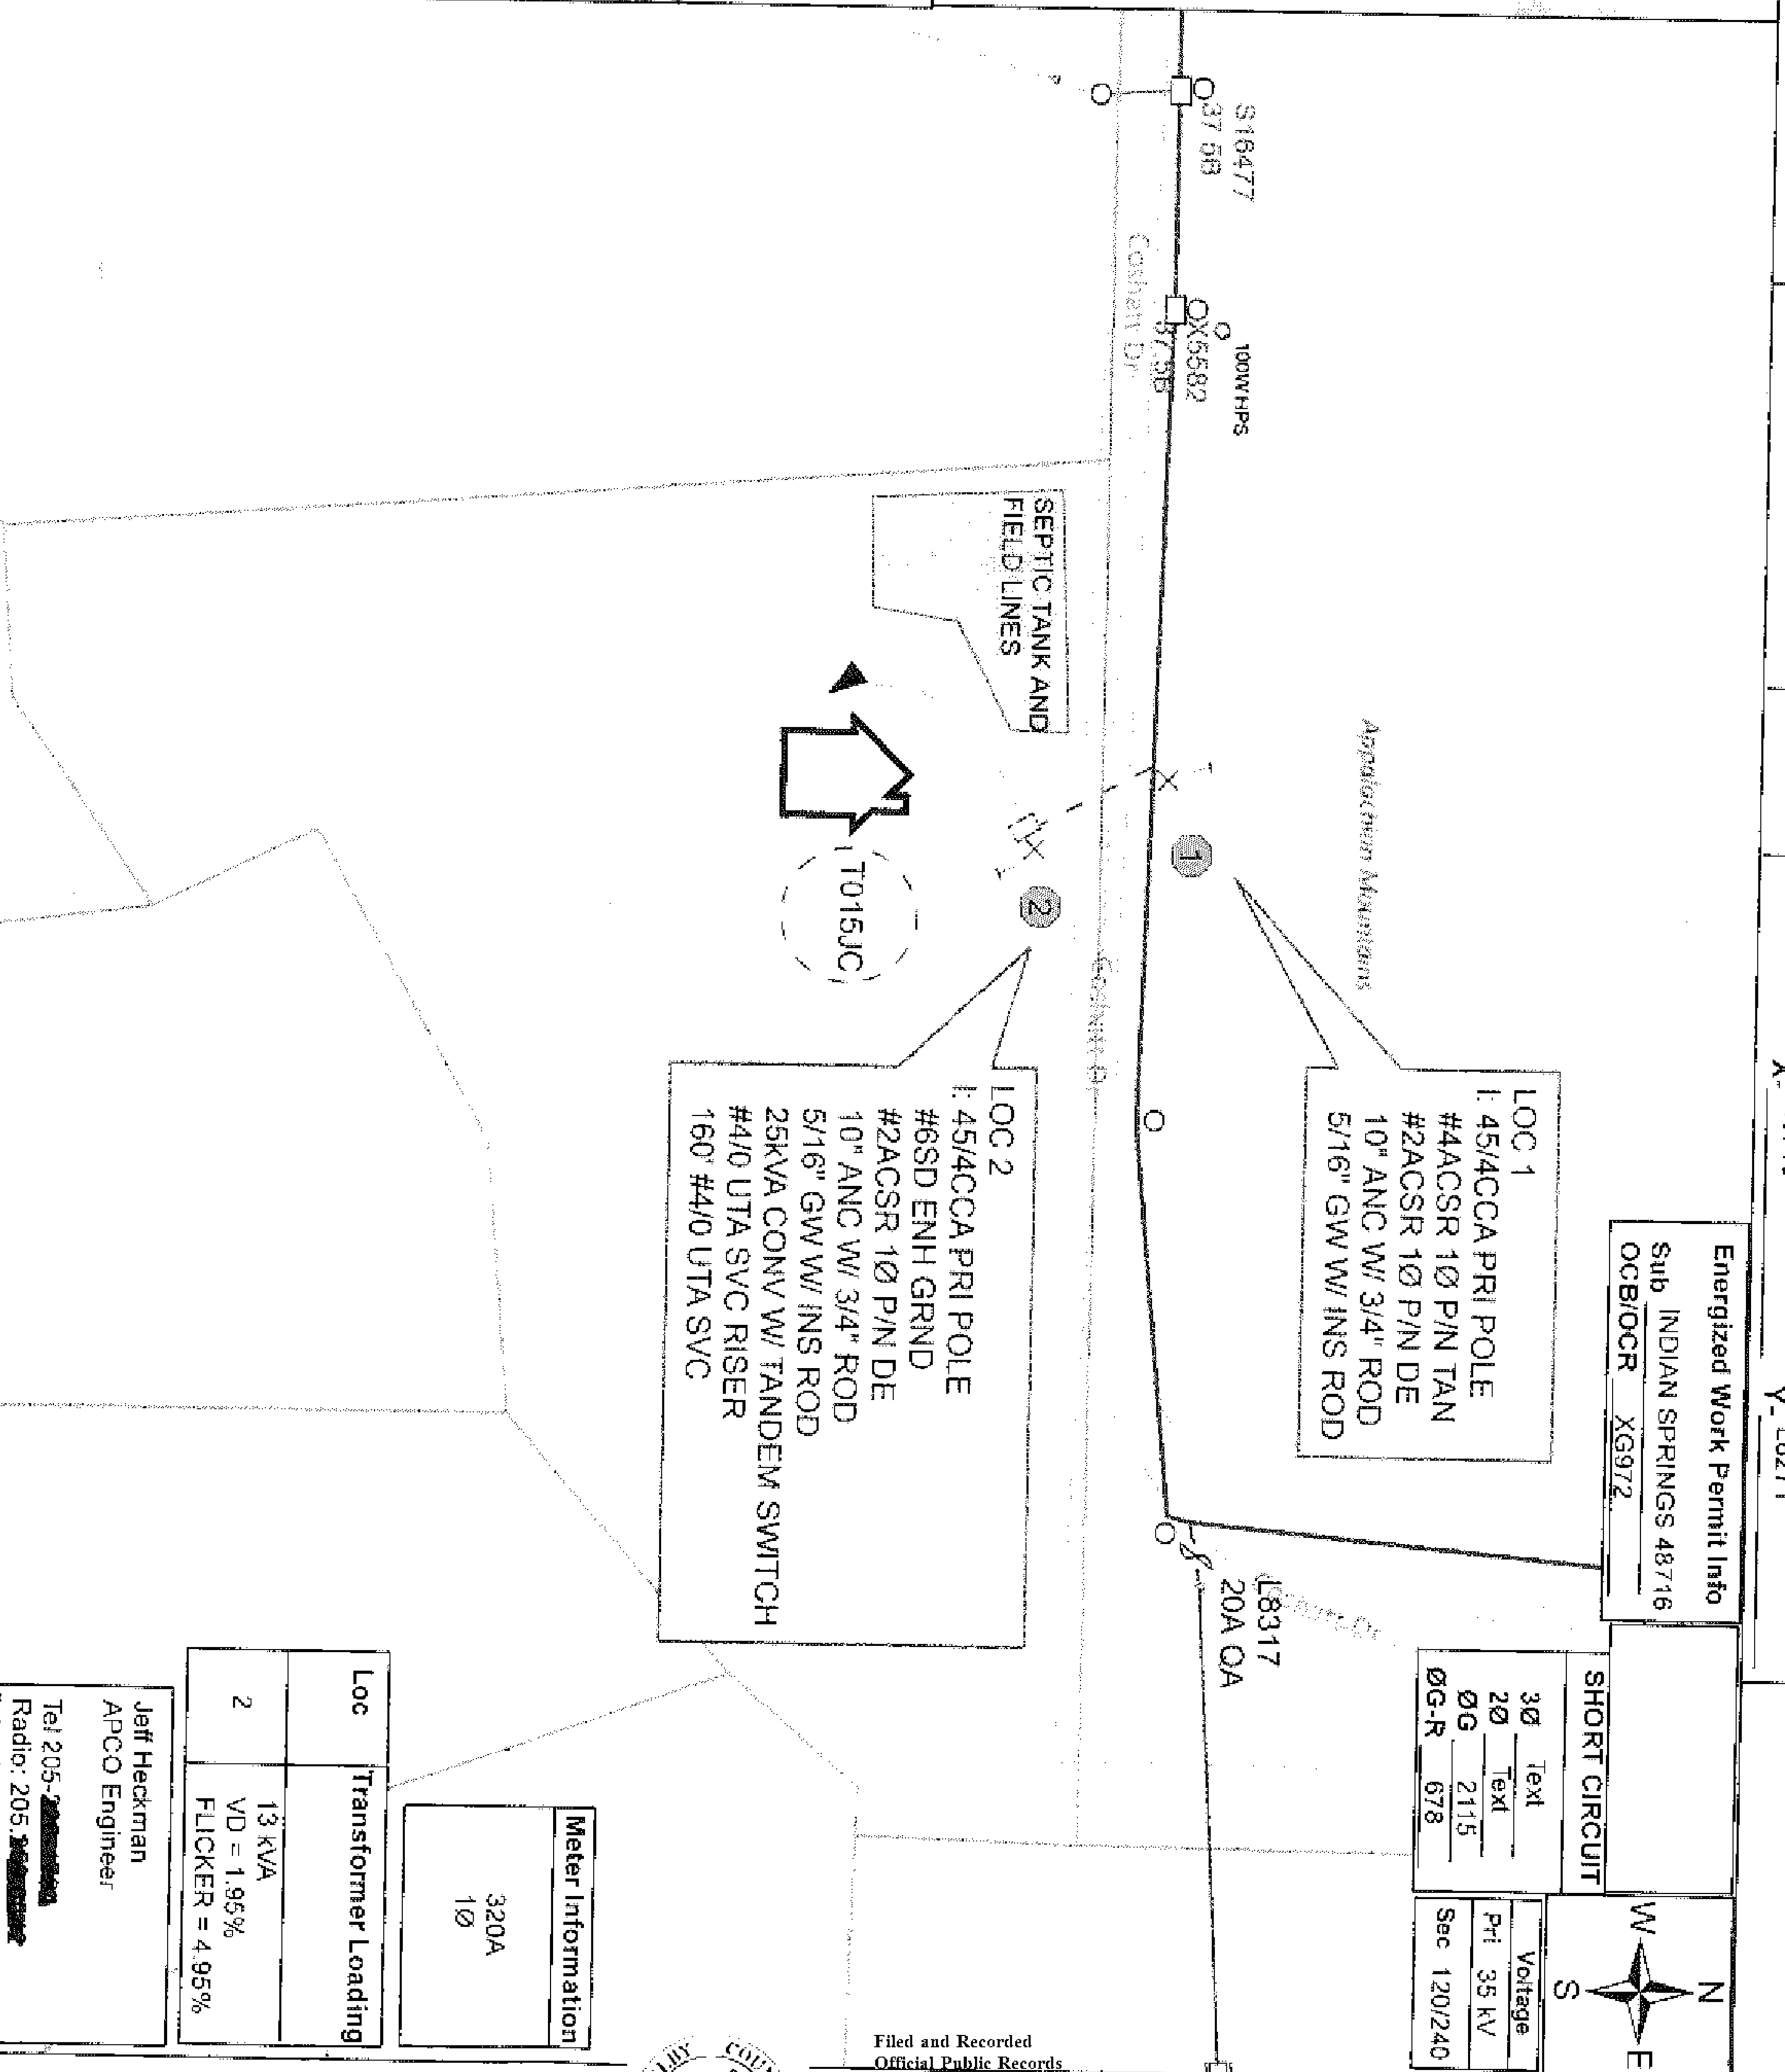 S16477
37.5B
100WHPS
X5582
37.5B
Appalachian Mountains
SEPTIC TANK AND
FIELD LINES
1
2
T015JC
LOC 1
I: 45/4CCA PRI POLE
#4ACSR 1Ø P/N TAN
#2ACSR 1Ø P/N DE
10" ANC W/ 3/4" ROD
5/16" GW W/ INS ROD
LOC 2
I: 45/4CCA PRI POLE
#6SD ENH GRND
#2ACSR 1Ø P/N DE
10" ANC W/ 3/4" ROD
5/16" GW W/ INS ROD
25kVA CONV W/ TANDEM SWITCH
#4/0 UTA SVC RISER
160' #4/0 UTA SVC
L8317
20A QA
Energized Work Permit Info
Sub INDIAN SPRINGS 48716
OCB/OCR XG972
SHORT CIRCUIT
3Ø Text
2Ø Text
ØG 2115
ØG-R 678
N
W E
S
Voltage
Pri 35 kV
Sec 120/240
Meter Information
320A
1Ø
Loc Transformer Loading
2 13 kVA
VD = 1.95%
FLICKER = 4.95%
Jeff Heckman
APCO Engineer
Tel 205-
Radio: 205
Filed and Recorded
Official Public Records